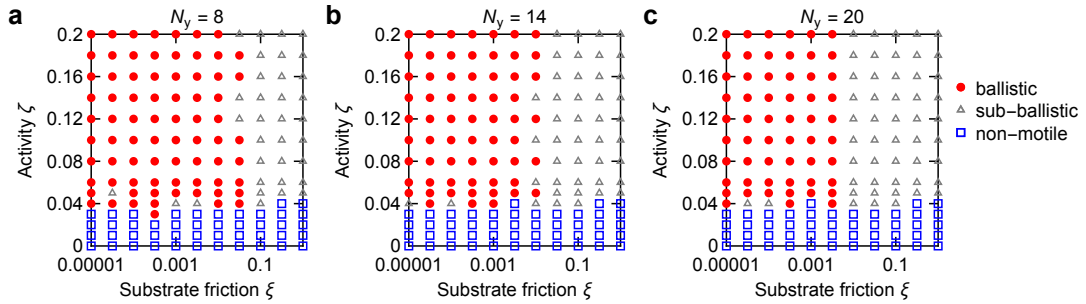 a
N_y = 8
b
N_y = 14
c
N_y = 20
Activity ζ
0.2
0.16
0.12
0.08
0.04
0
0.00001
0.001
0.1
Substrate friction ξ
Activity ζ
0.2
0.16
0.12
0.08
0.04
0
0.00001
0.001
0.1
Substrate friction ξ
Activity ζ
0.2
0.16
0.12
0.08
0.04
0
0.00001
0.001
0.1
Substrate friction ξ
ballistic
sub−ballistic
non−motile